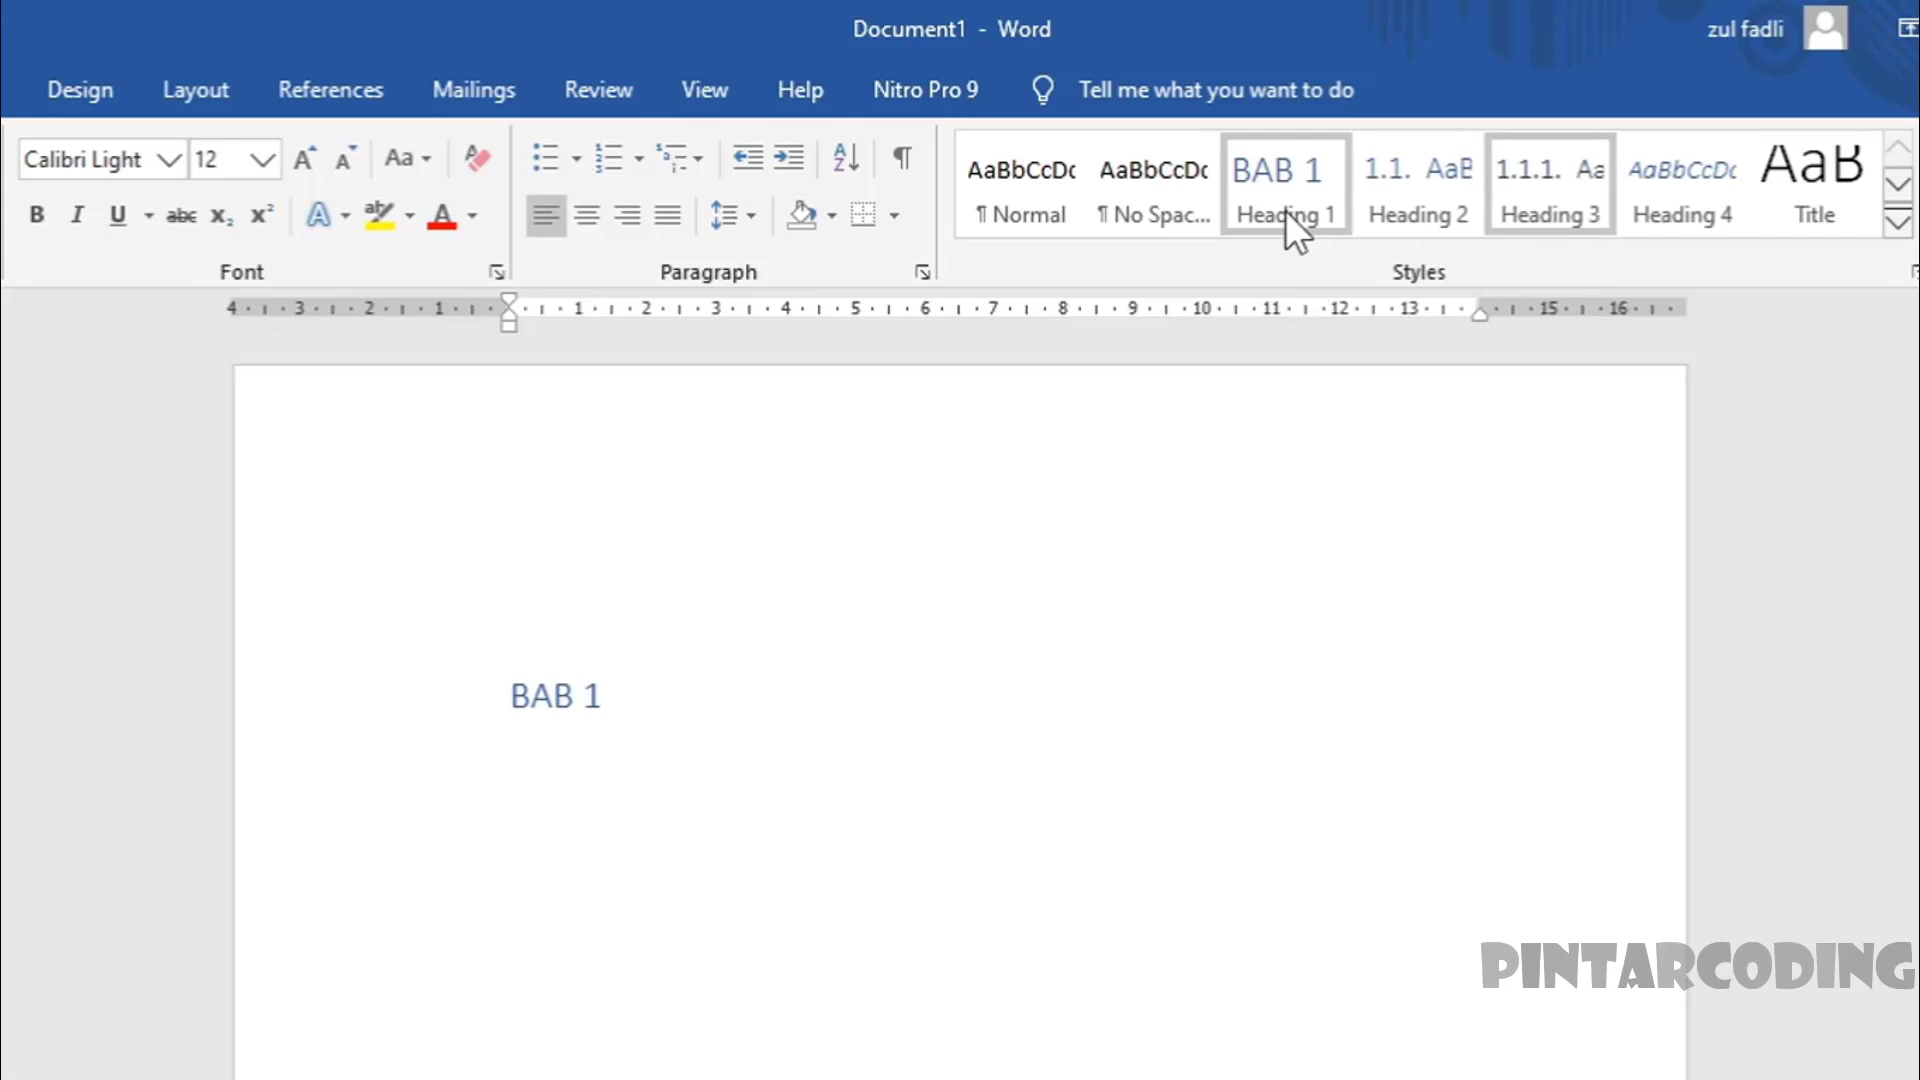 Document1 - Word
zul fadli
Design Layout References Mailings Review View Help Nitro Pro 9 Tell me what you want to do
Calibri Light 12 Aa
B I U abc x₂ x² A aby A
AaBbCcDc AaBbCcDc BAB 1 1.1. AaB 1.1.1. Aa AaBbCcDc AaB
¶ Normal ¶ No Spac... Heading 1 Heading 2 Heading 3 Heading 4 Title
Font Paragraph Styles
4 3 2 1 1 2 3 4 5 6 7 8 9 10 11 12 13 15 16
BAB 1
PINTARCODING